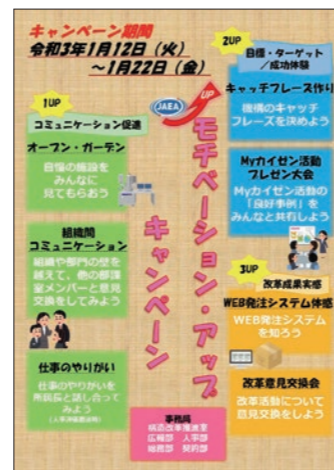 キャンペーン期間
令和3年1月12日（火）
～1月22日（金）
JAEA
UP
モチベーション・アップ
キャンペーン
1UP
コミュニケーション促進
オープン・ガーデン
自慢の施設を
みんなに
見てもらおう
組織間
コミュニケーション
組織や部門の壁を
越えて、他の部課
室メンバーと意見
交換をしてみよう
仕事のやりがい
仕事のやりがいを
所属長と話し合って
みよう
2UP
目標・ターゲット
／成功体験
キャッチフレーズ作り
機構のキャッチ
フレーズを決めよう
Myカイゼン活動
プレゼン大会
Myカイゼン活動の
「良好事例」を
みんなと共有しよう
3UP
改革成果実感
WEB発注システム体感
WEB発注システム
を知ろう
改革意見交換会
改革活動について
意見交換をしよう
事務局
構造改革推進室
広報部　人事部
総務部　契約部